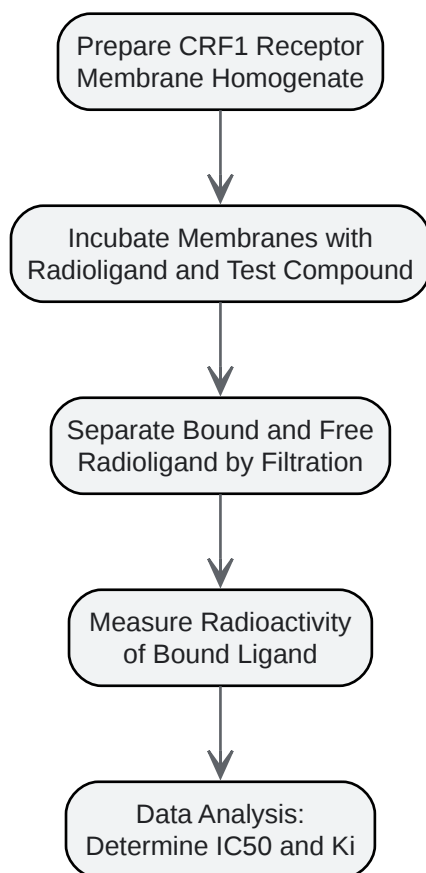 Prepare CRF1 Receptor
Membrane Homogenate
Incubate Membranes with
Radioligand and Test Compound
Separate Bound and Free
Radioligand by Filtration
Measure Radioactivity
of Bound Ligand
Data Analysis:
Determine IC50 and Ki